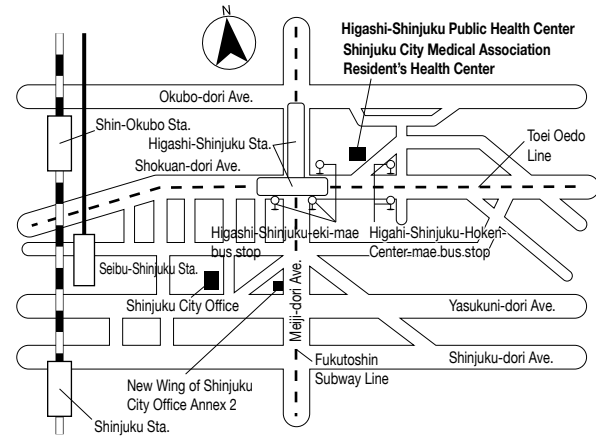 N
Higashi-Shinjuku Public Health Center
Shinjuku City Medical Association
Resident's Health Center
Okubo-dori Ave.
Shin-Okubo Sta.
Higashi-Shinjuku Sta.
Shokuan-dori Ave.
Toei Oedo
Line
Higashi-Shinjuku-eki-mae
bus stop
Higahi-Shinjuku-Hoken-
Center-mae.bus.stop
Seibu-Shinjuku Sta.
Shinjuku City Office
Meiji-dori Ave.
Yasukuni-dori Ave.
Shinjuku-dori Ave.
Fukutoshin
Subway Line
New Wing of Shinjuku
City Office Annex 2
Shinjuku Sta.